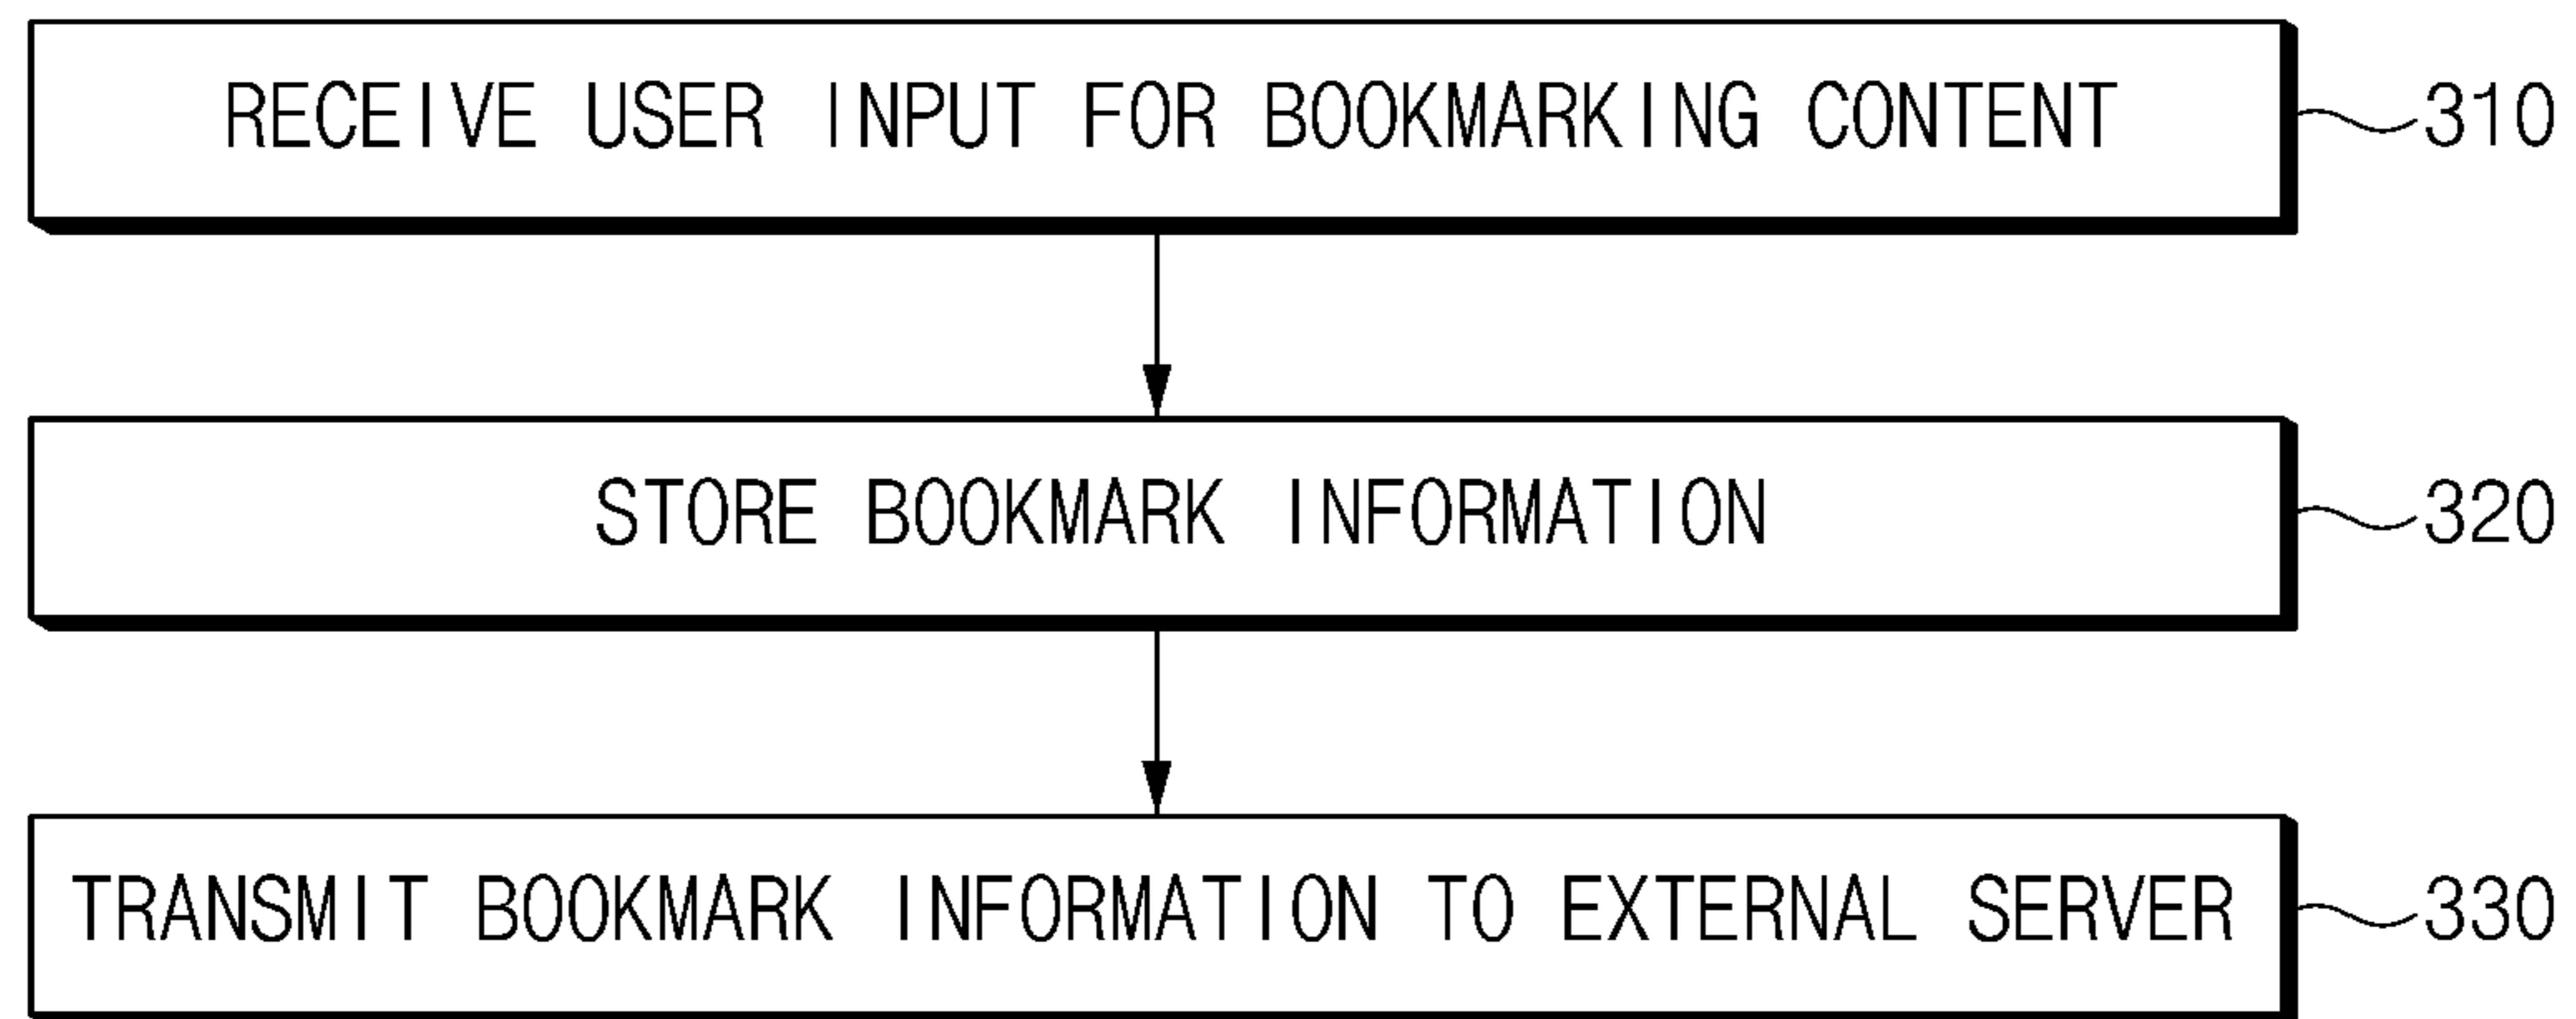 RECEIVE USER INPUT FOR BOOKMARKING CONTENT 310
STORE BOOKMARK INFORMATION 320
TRANSMIT BOOKMARK INFORMATION TO EXTERNAL SERVER 330